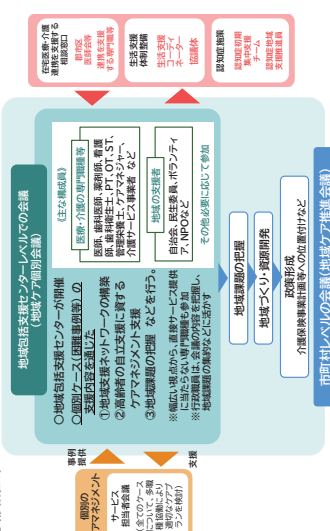 地域包括支援センターレベルでの会議
（地域ケア個別会議）
○地域包括支援センターが開催
○個別ケース（困難事例等）の
支援内容を通じた
①地域支援ネットワークの構築
②高齢者の自立支援に資する
ケアマネジメント支援
③地域課題の把握 などを行う。
※幅広い視点から、直接サービス提供
に当たらない専門職種も参加
※行政職員は、会議の内容を把握し、
地域課題の集約などに活かす
《主な構成員》
医療・介護の専門職種等
医師、歯科医師、薬剤師、看護
師、歯科衛生士、PT、OT、ST、
管理栄養士、ケアマネジャー、
介護サービス事業者 など
地域の支援者
自治会、民生委員、ボランティ
ア、NPOなど
その他必要に応じて参加
在宅医療・介護
連携を支援する
相談窓口
郡市区
医師会等
連携を支援
する専門職等
生活支援
体制整備
生活支援
コーディ
ネーター
協議体
認知症施策
認知症初期
集中支援
チーム
認知症地域
支援推進員
事例
提供
支援
個別の
アマネジメント
サービス
担当者会議
（全てのケース
について、多職
種協働により
適切なケアプ
ランを検討）
地域課題の把握
地域づくり・資源開発
政策形成
介護保険事業計画等への位置付けなど
市町村レベルの会議（地域ケア推進会議）